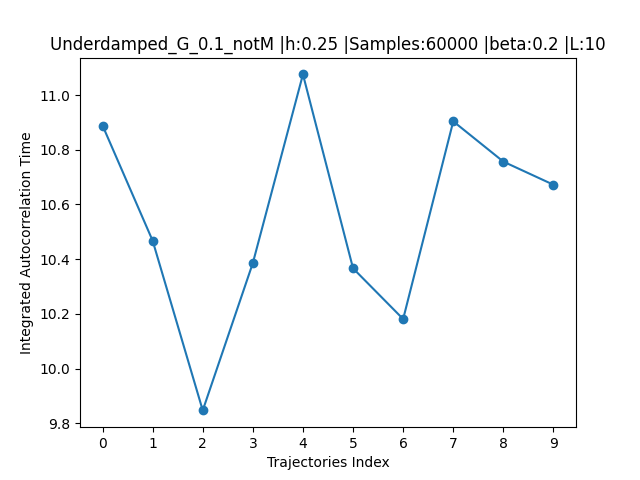 Underdamped_G_0.1_notM |h:0.25 |Samples:60000 |beta:0.2 |L:10
Integrated Autocorrelation Time
11.0
10.8
10.6
10.4
10.2
10.0
9.8
0 1 2 3 4 5 6 7 8 9
Trajectories Index